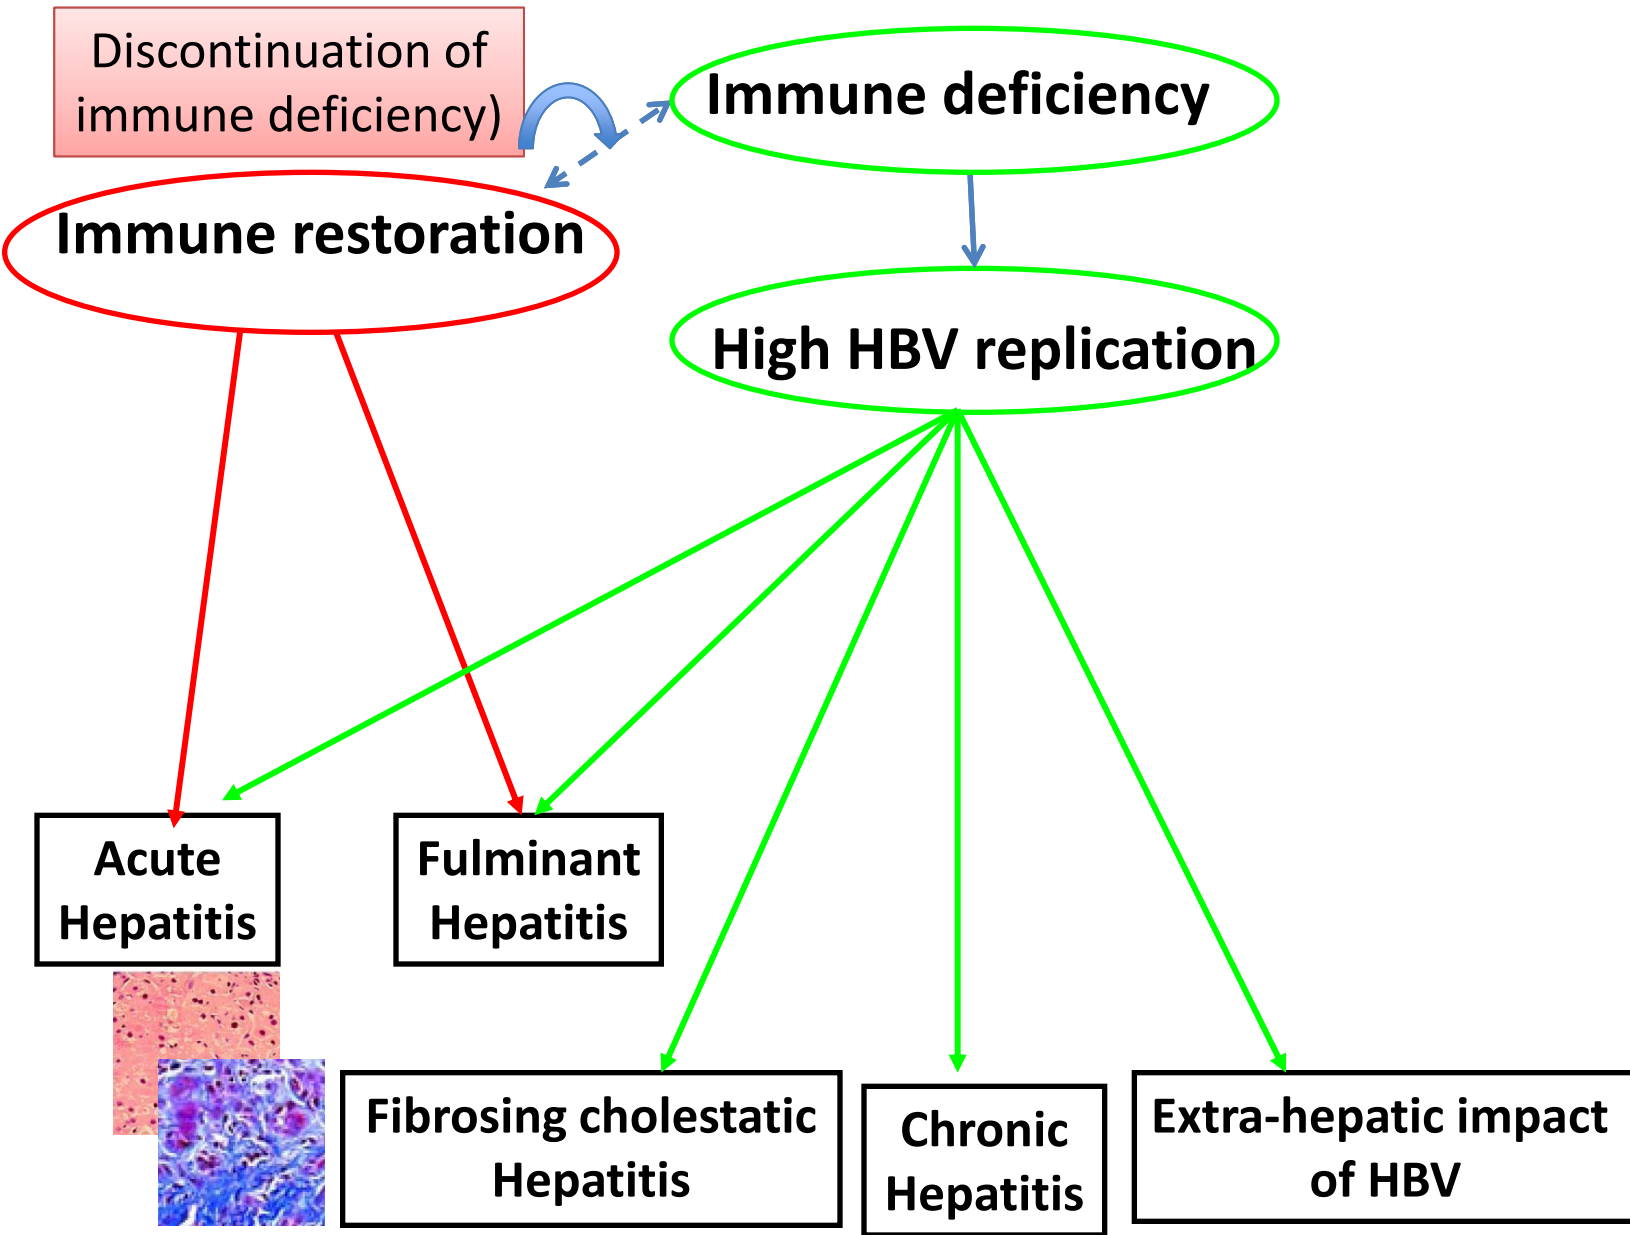 Discontinuation of
immune deficiency)
Immune deficiency
Immune restoration
High HBV replication
Acute
Hepatitis
Fulminant
Hepatitis
Fibrosing cholestatic
Hepatitis
Chronic
Hepatitis
Extra-hepatic impact
of HBV